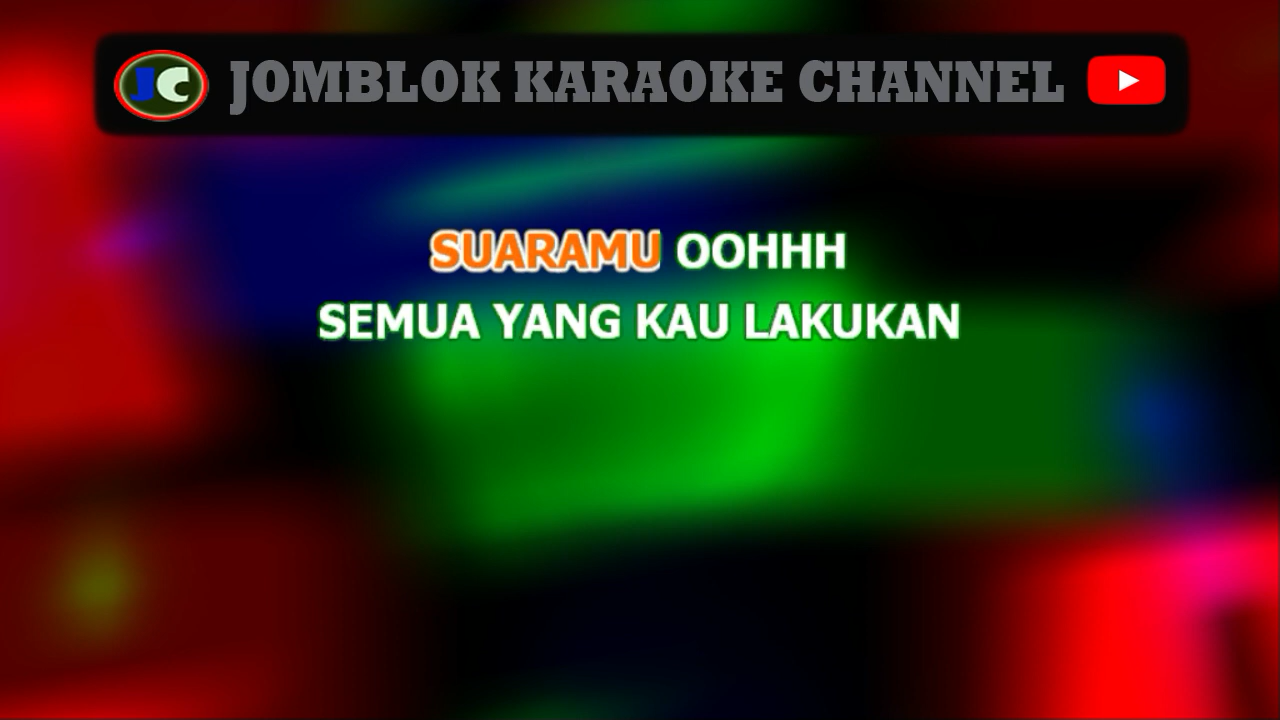 JC JOMBLOK KARAOKE CHANNEL
SUARAMU OOHHH
SEMUA YANG KAU LAKUKAN